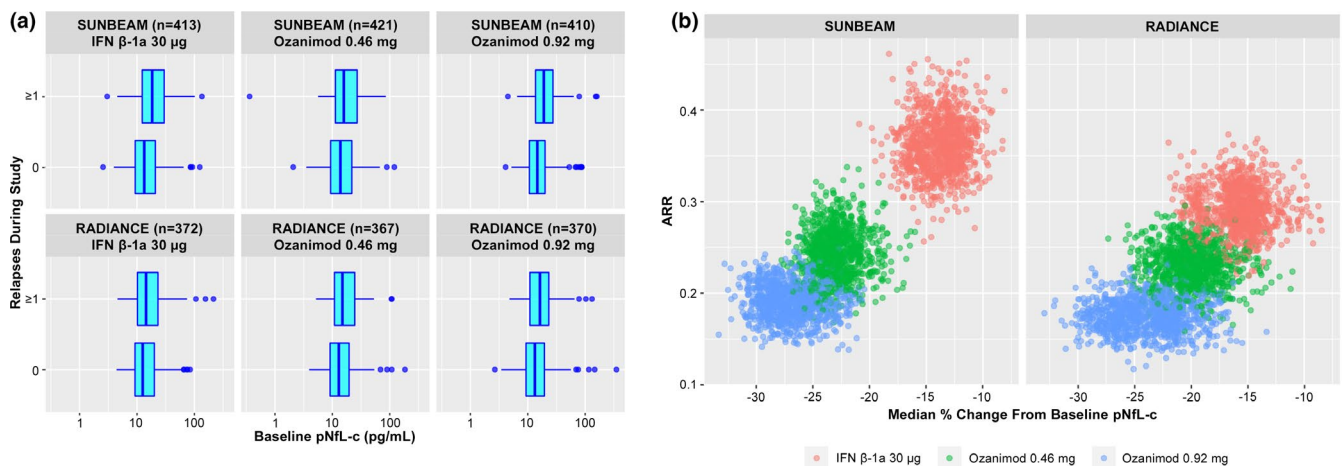 (a)
SUNBEAM (n=413)
IFN β-1a 30 µg
SUNBEAM (n=421)
Ozanimod 0.46 mg
SUNBEAM (n=410)
Ozanimod 0.92 mg
≥1
0
RADIANCE (n=372)
IFN β-1a 30 µg
RADIANCE (n=367)
Ozanimod 0.46 mg
RADIANCE (n=370)
Ozanimod 0.92 mg
≥1
0
Relapses During Study
1 10 100 1 10 100 1 10 100
Baseline pNfL-c (pg/mL)
(b)
SUNBEAM RADIANCE
0.4
0.3
0.2
0.1
ARR
-30 -25 -20 -15 -10 -30 -25 -20 -15 -10
Median % Change From Baseline pNfL-c
IFN β-1a 30 µg Ozanimod 0.46 mg Ozanimod 0.92 mg